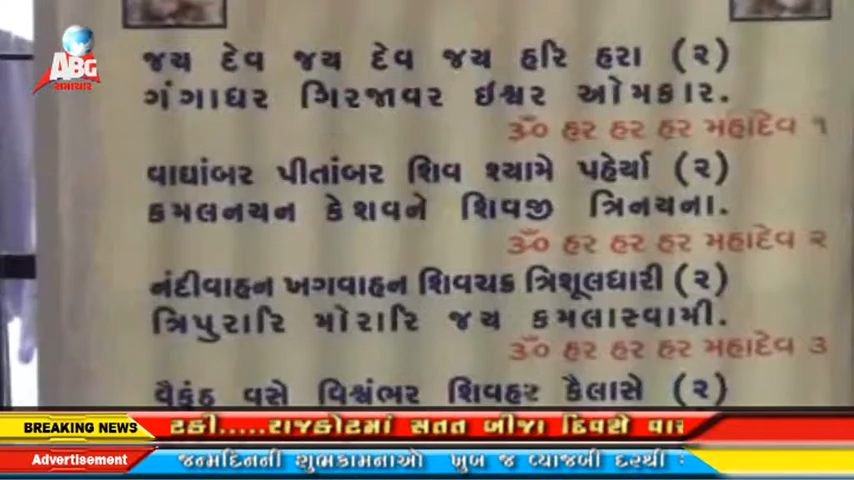 ABG
સમાચાર
જય દેવ જય દેવ જય હરિ હરા (૨)
ગંગાધર ગિરજાવર ઈશ્વર ઓમકાર.
ૐ હર હર હર મહાદેવ ૧
વાઘાંબર પીતાંબર શિવ શ્યામે પહેર્યા (૨)
કમલનયન કેશવને શિવજી ત્રિનયના.
ૐ હર હર હર મહાદેવ ૨
નંદીવાહન ખગવાહન શિવચક્ર ત્રિશૂલધારી (૨)
ત્રિપુરારિ મોરારિ જય કમલાસ્વામી.
ૐ હર હર હર મહાદેવ ૩
વૈકુંઠ વસે વિશ્વંભર શિવહર કૈલાસે (૨)
BREAKING NEWS ટકી.....રાજકોટમાં સતત બીજા દિવસે
Advertisement જન્મદિનની શુભકામનાઓ ખુબ જ વ્યાજબી દરથી